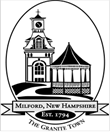 MILFORD, NEW HAMPSHIRE
EST. 1794
THE GRANITE TOWN